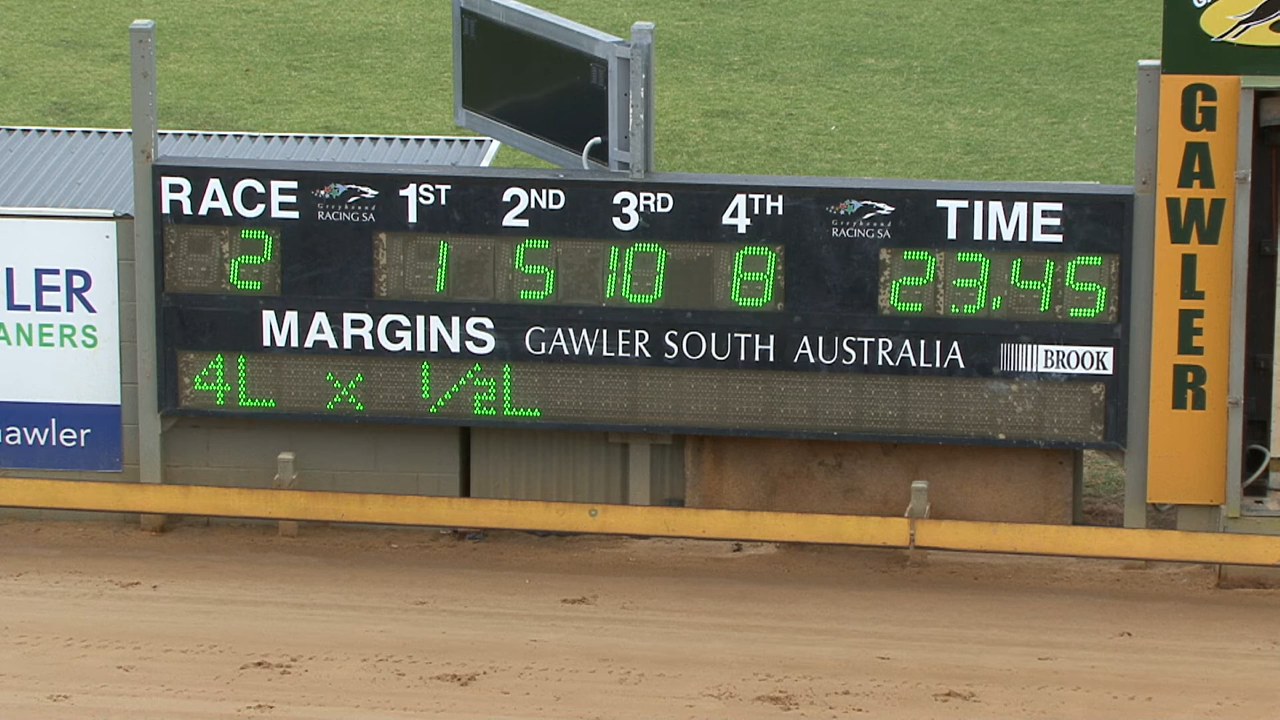 RACE 1ST 2ND 3RD 4TH TIME
Greyhound RACING SA
Greyhound RACING SA
2 1 5 10 8 23.45
MARGINS GAWLER SOUTH AUSTRALIA BROOK
4L x 1/2L
GAWLER
LER
ANERS
awler